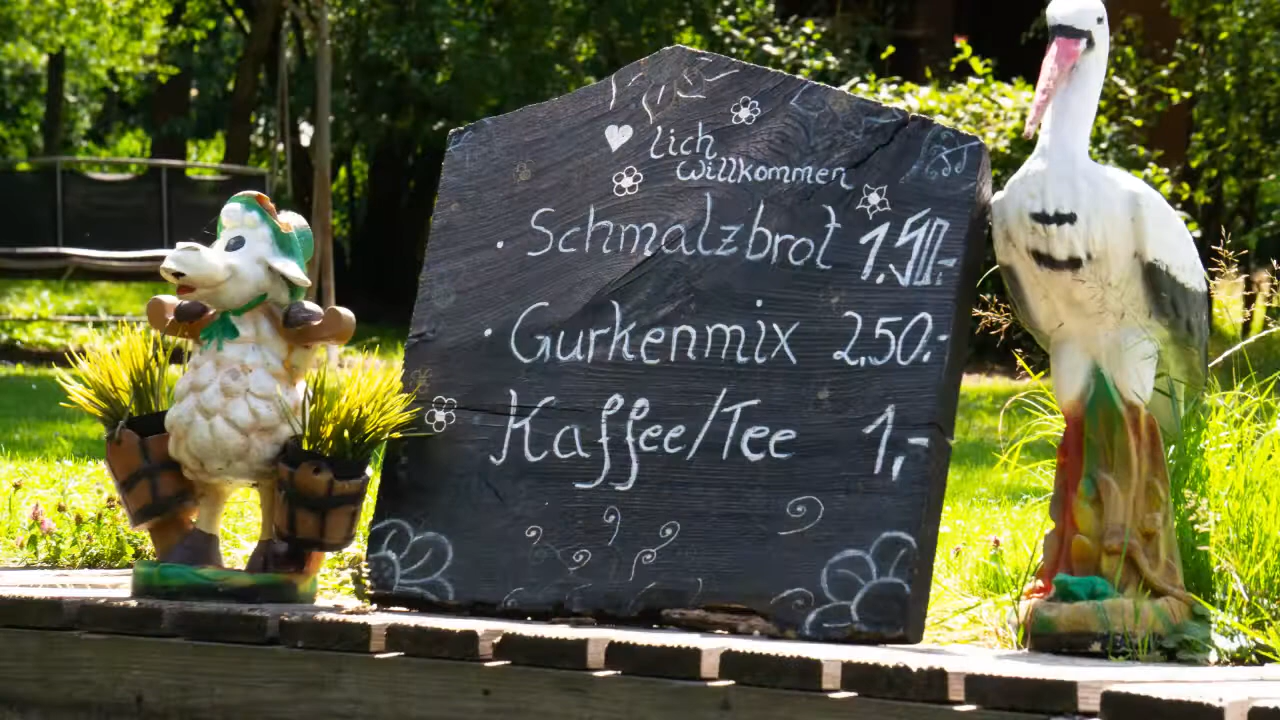 ♥lich
Willkommen
· Schmalzbrot 1.50.-
· Gurkenmix 2,50.-
Kaffee/Tee 1,-